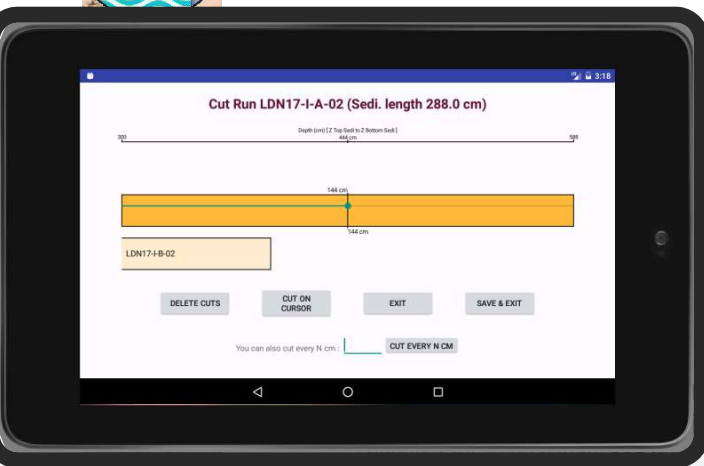 3:18
Cut Run LDN17-I-A-02 (Sedi. length 288.0 cm)
Depth (cm) [ Z Top Sedi to Z Bottom Sedi ]
300 444 cm 588
144 cm
144 cm
LDN17-I-B-02
DELETE CUTS
CUT ON
CURSOR
EXIT
SAVE & EXIT
You can also cut every N cm : CUT EVERY N CM